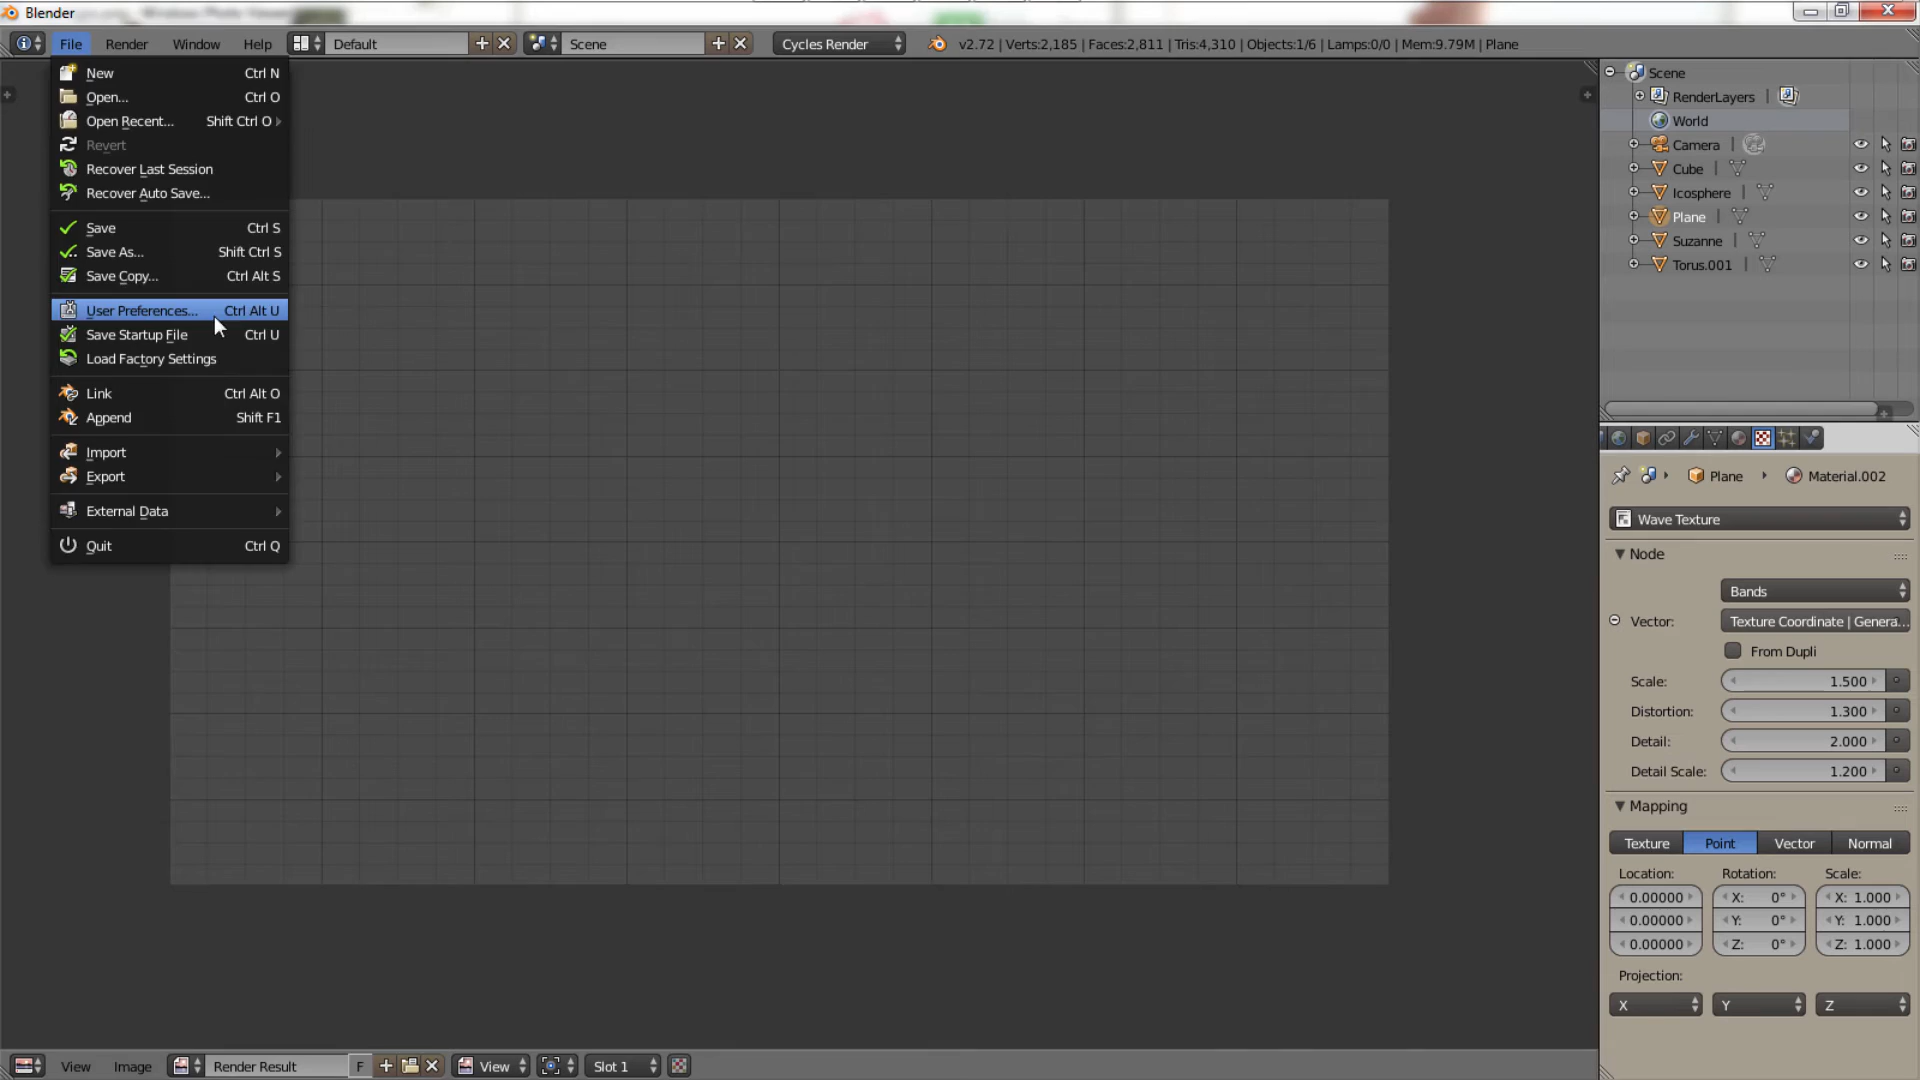 Blender
File Render Window Help Default Scene Cycles Render v2.72 | Verts:2,185 | Faces:2,811 | Tris:4,310 | Objects:1/6 | Lamps:0/0 | Mem:9.79M | Plane
New Ctrl N
Open... Ctrl O
Open Recent... Shift Ctrl O
Revert
Recover Last Session
Recover Auto Save...
Save Ctrl S
Save As... Shift Ctrl S
Save Copy... Ctrl Alt S
User Preferences... Ctrl Alt U
Save Startup File Ctrl U
Load Factory Settings
Link Ctrl Alt O
Append Shift F1
Import
Export
External Data
Quit Ctrl Q
Scene
RenderLayers
World
Camera
Cube
Icosphere
Plane
Suzanne
Torus.001
Plane Material.002
Wave Texture
Node
Bands
Vector: Texture Coordinate | Genera...
From Dupli
Scale: 1.500
Distortion: 1.300
Detail: 2.000
Detail Scale: 1.200
Mapping
Texture Point Vector Normal
Location: Rotation: Scale:
0.00000 X: 0° X: 1.000
0.00000 Y: 0° Y: 1.000
0.00000 Z: 0° Z: 1.000
Projection:
X Y Z
View Image Render Result F View Slot 1